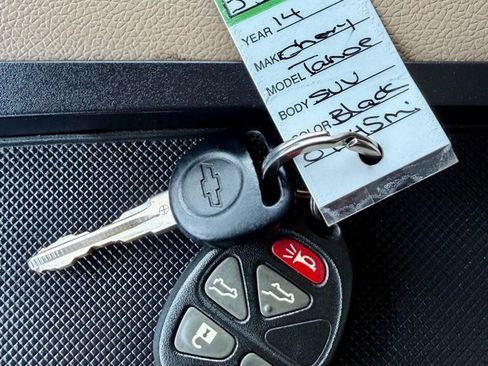 YEAR 14
MAKE Chevy
MODEL Tahoe
BODY SUV
COLOR Black